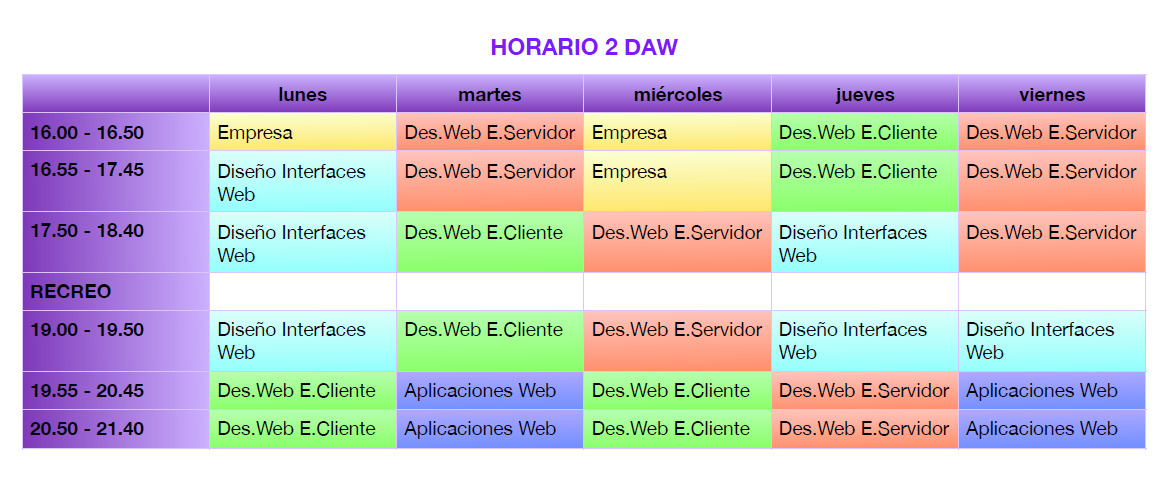 HORARIO 2 DAW
lunes martes miércoles jueves viernes
16.00 - 16.50 Empresa Des.Web E.Servidor Empresa Des.Web E.Cliente Des.Web E.Servidor
16.55 - 17.45 Diseño Interfaces Web Des.Web E.Servidor Empresa Des.Web E.Cliente Des.Web E.Servidor
17.50 - 18.40 Diseño Interfaces Web Des.Web E.Cliente Des.Web E.Servidor Diseño Interfaces Web Des.Web E.Servidor
RECREO
19.00 - 19.50 Diseño Interfaces Web Des.Web E.Cliente Des.Web E.Servidor Diseño Interfaces Web Diseño Interfaces Web
19.55 - 20.45 Des.Web E.Cliente Aplicaciones Web Des.Web E.Cliente Des.Web E.Servidor Aplicaciones Web
20.50 - 21.40 Des.Web E.Cliente Aplicaciones Web Des.Web E.Cliente Des.Web E.Servidor Aplicaciones Web